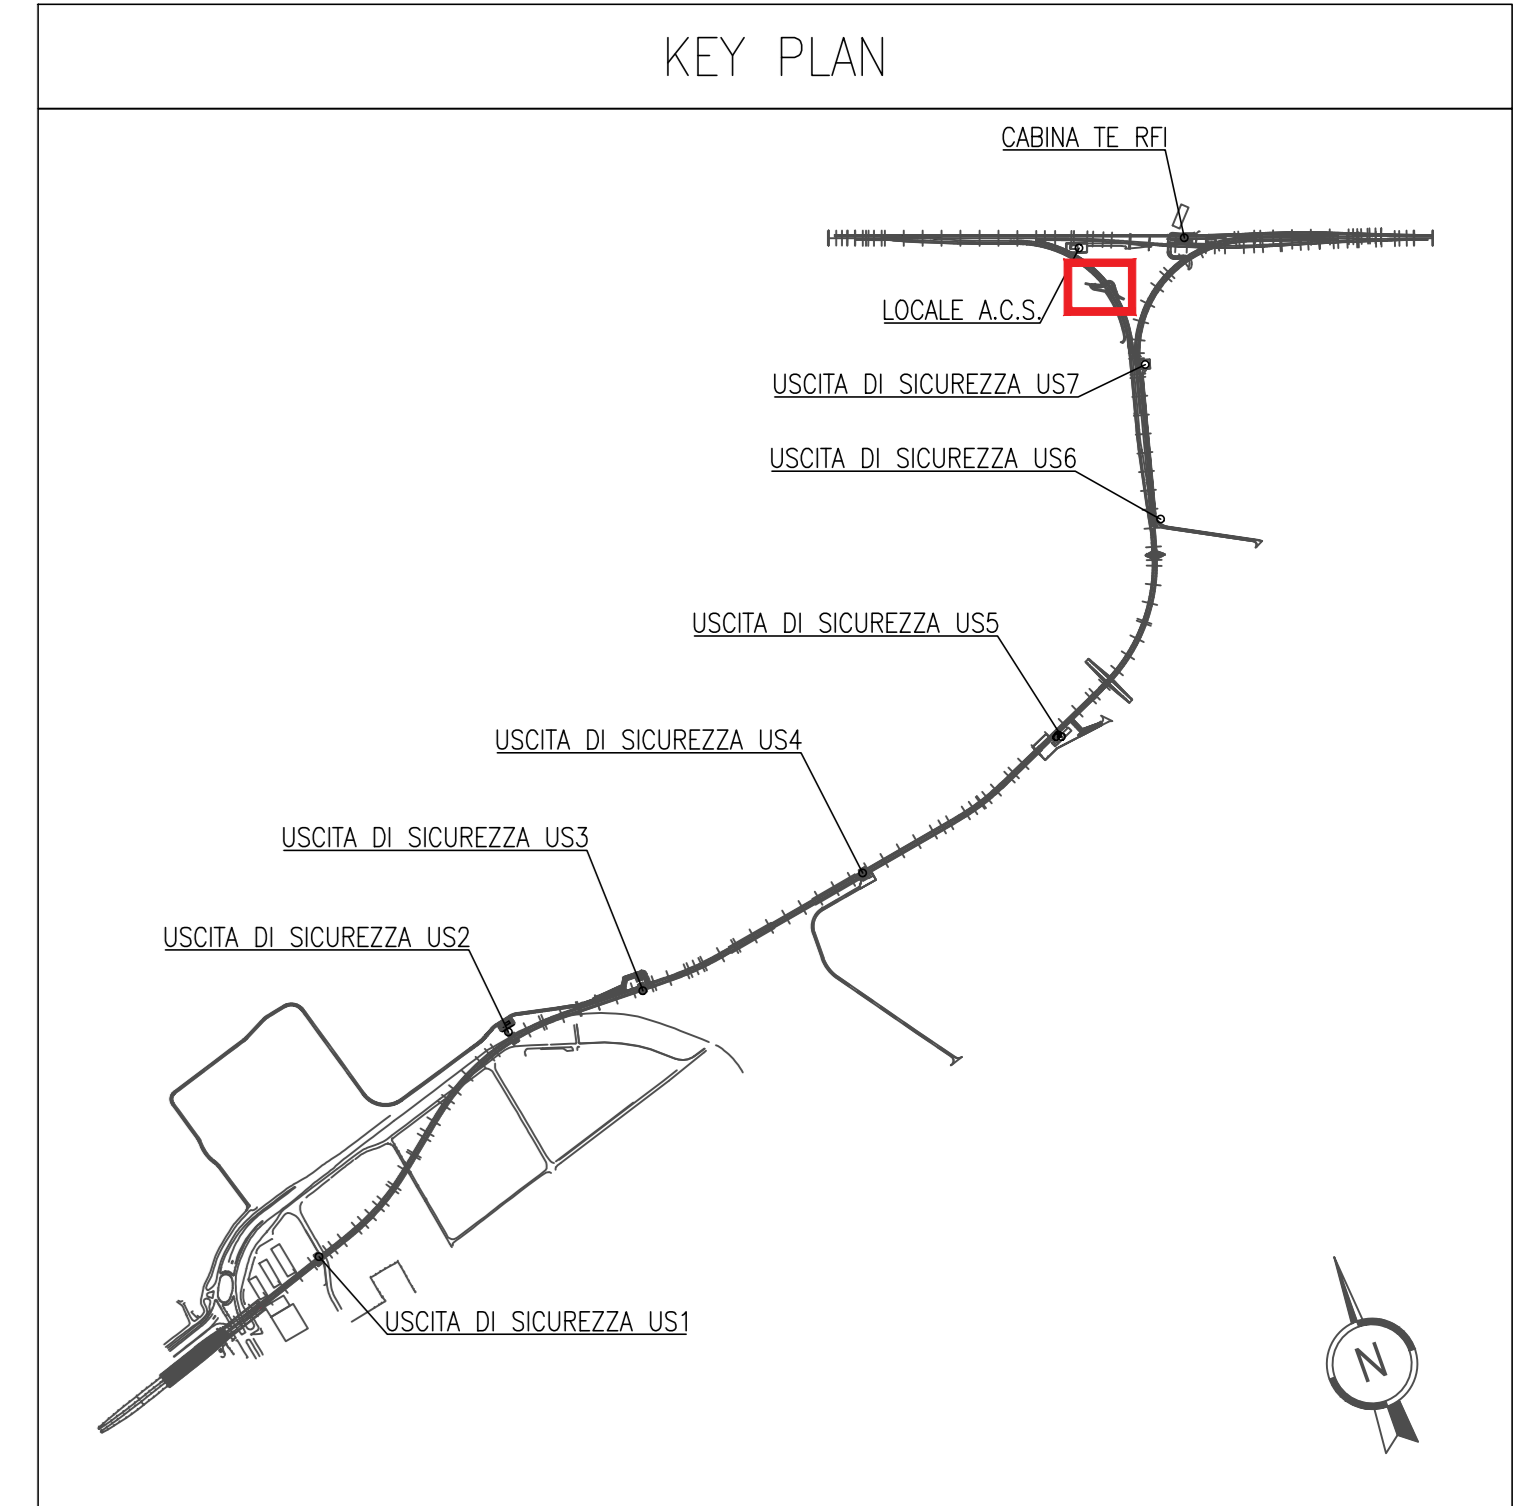 KEY PLAN
CABINA TE RFI
LOCALE A.C.S.
USCITA DI SICUREZZA US7
USCITA DI SICUREZZA US6
USCITA DI SICUREZZA US5
USCITA DI SICUREZZA US4
USCITA DI SICUREZZA US3
USCITA DI SICUREZZA US2
USCITA DI SICUREZZA US1
N